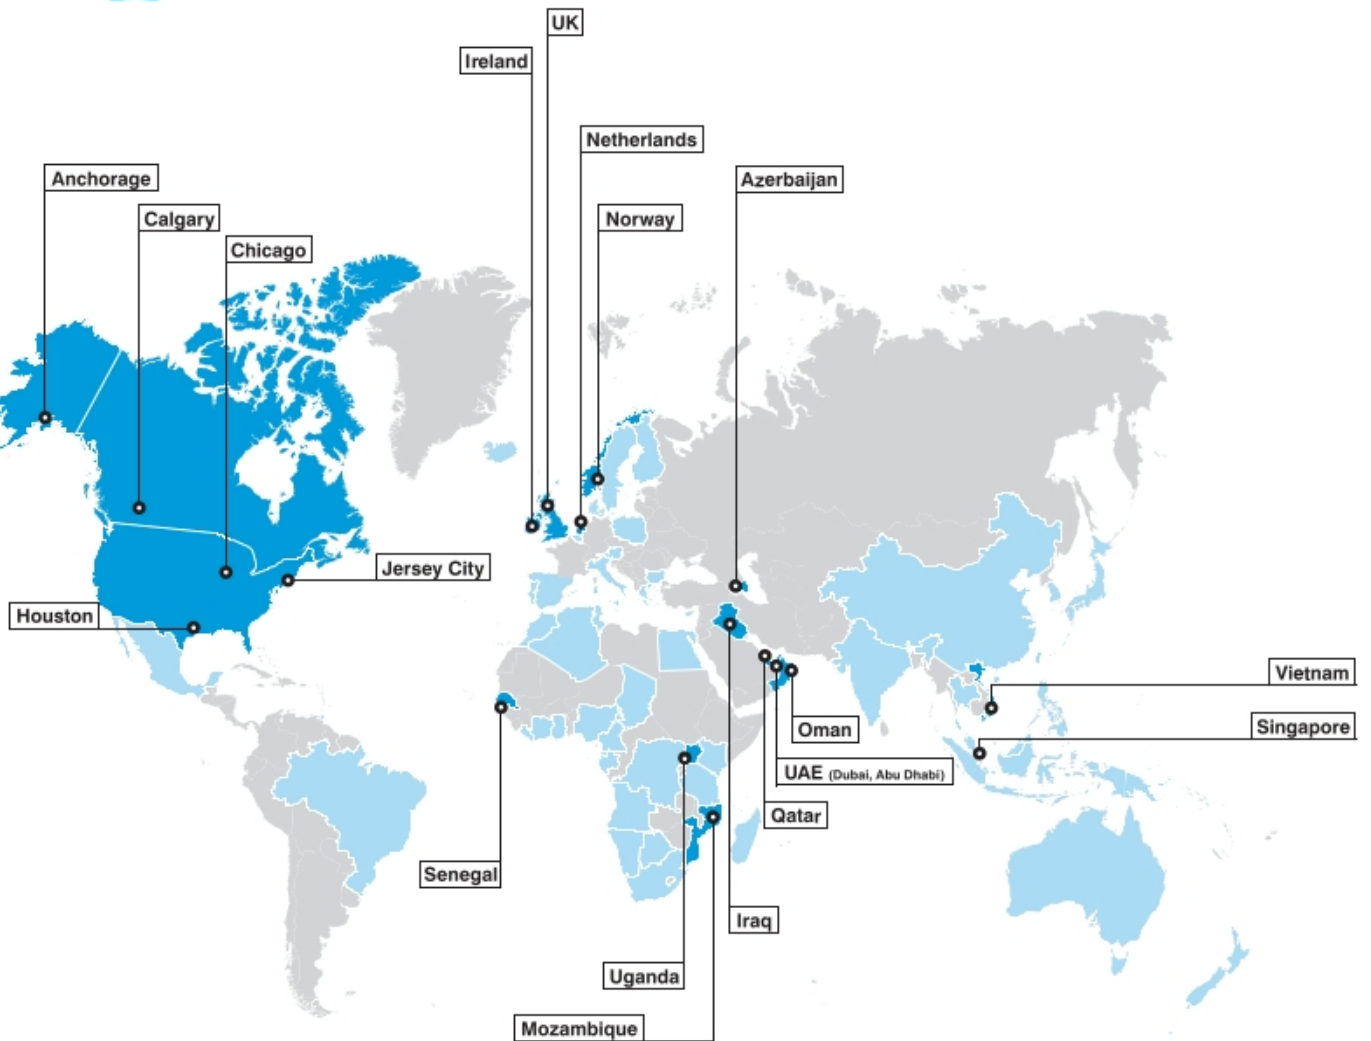 UK
Ireland
Netherlands
Anchorage
Azerbaijan
Calgary
Norway
Chicago
Jersey City
Houston
Vietnam
Singapore
Oman
UAE (Dubai, Abu Dhabi)
Qatar
Senegal
Iraq
Uganda
Mozambique